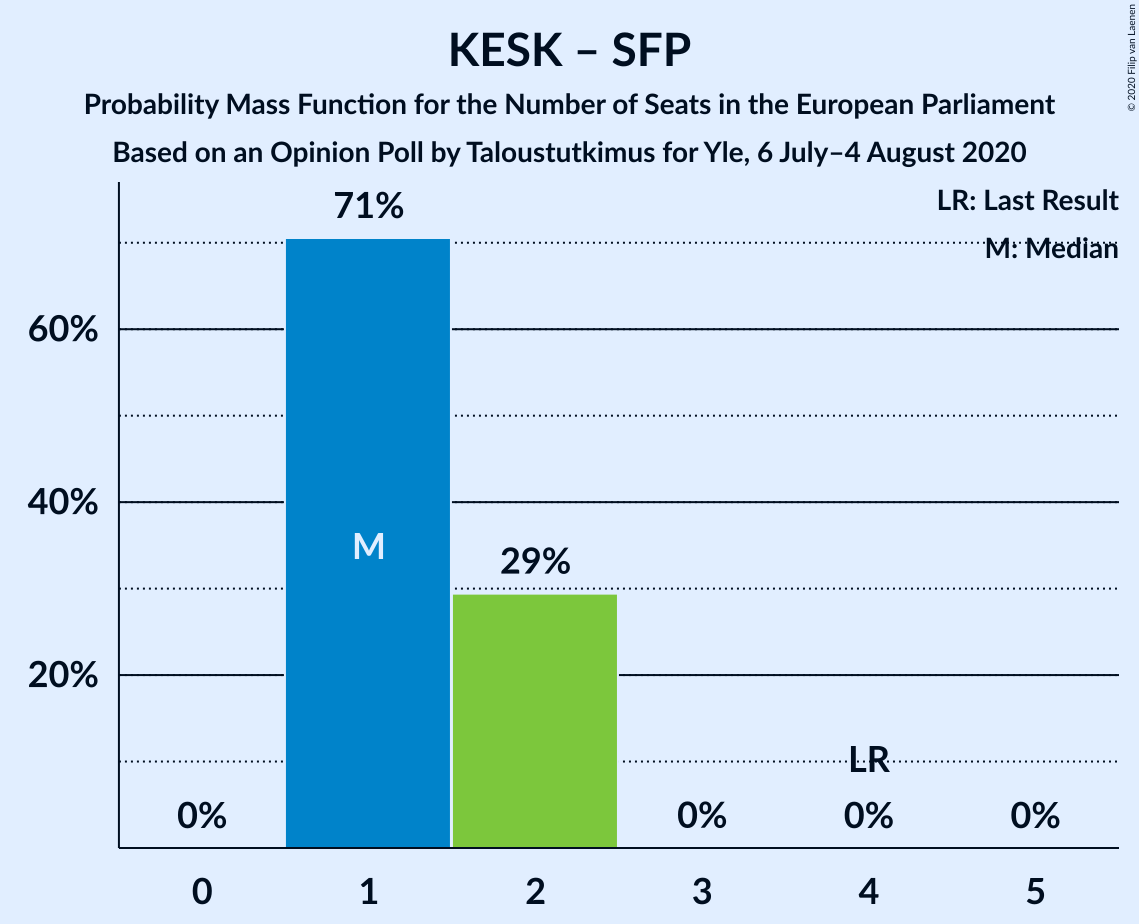 KESK – SFP
Probability Mass Function for the Number of Seats in the European Parliament
Based on an Opinion Poll by Taloustutkimus for Yle, 6 July–4 August 2020
© 2020 Filip van Laenen
LR: Last Result
M: Median
71%
60%
40%
M
29%
20%
LR
0%
0%
0%
0%
0 1 2 3 4 5